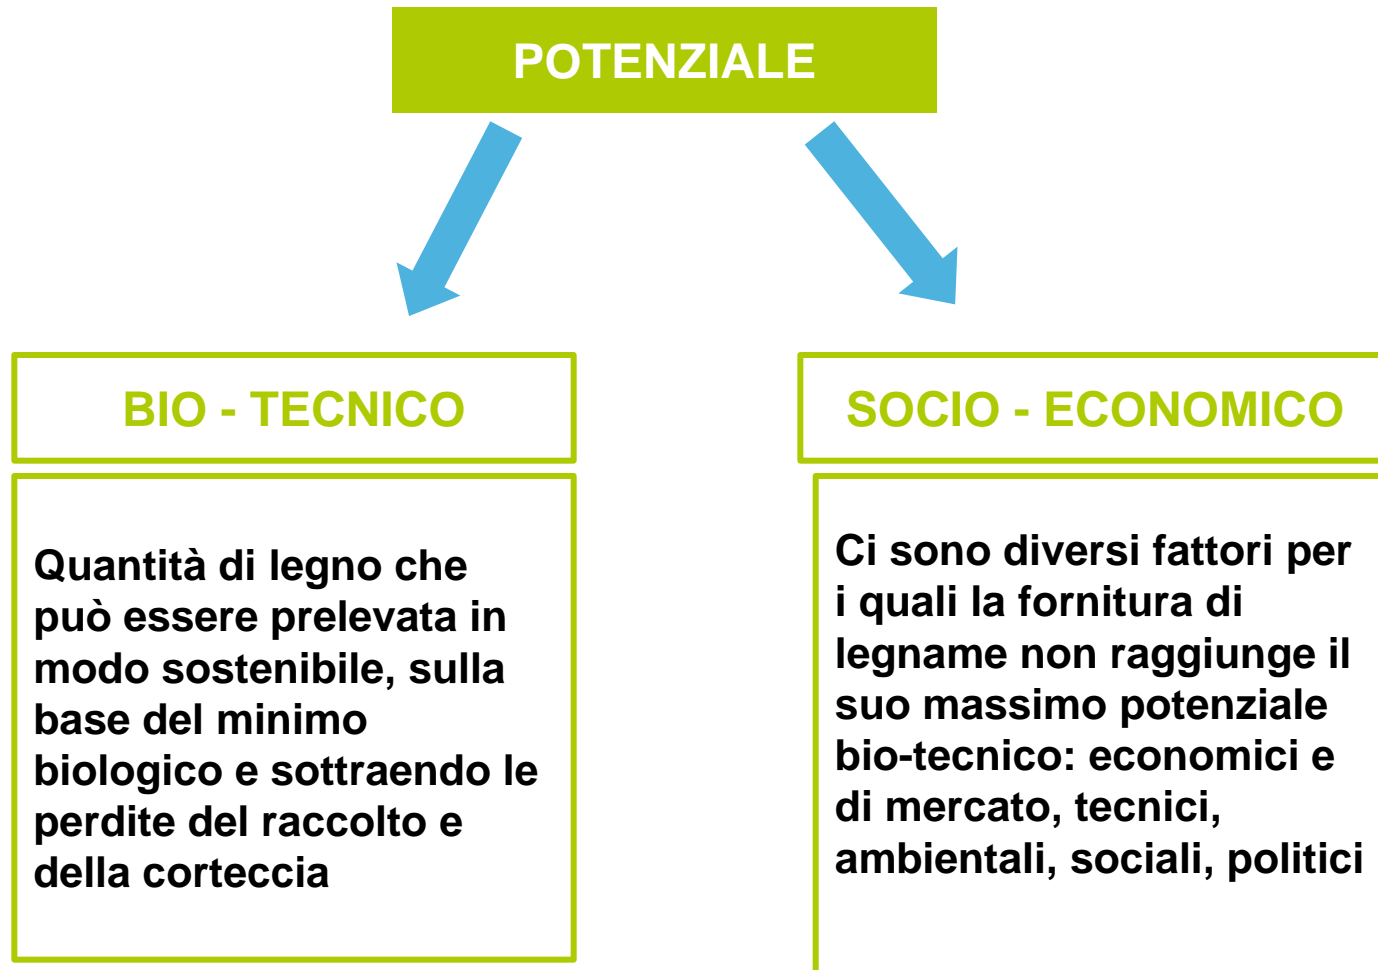 POTENZIALE
BIO - TECNICO
Quantità di legno che
può essere prelevata in
modo sostenibile, sulla
base del minimo
biologico e sottraendo le
perdite del raccolto e
della corteccia
SOCIO - ECONOMICO
Ci sono diversi fattori per
i quali la fornitura di
legname non raggiunge il
suo massimo potenziale
bio-tecnico: economici e
di mercato, tecnici,
ambientali, sociali, politici